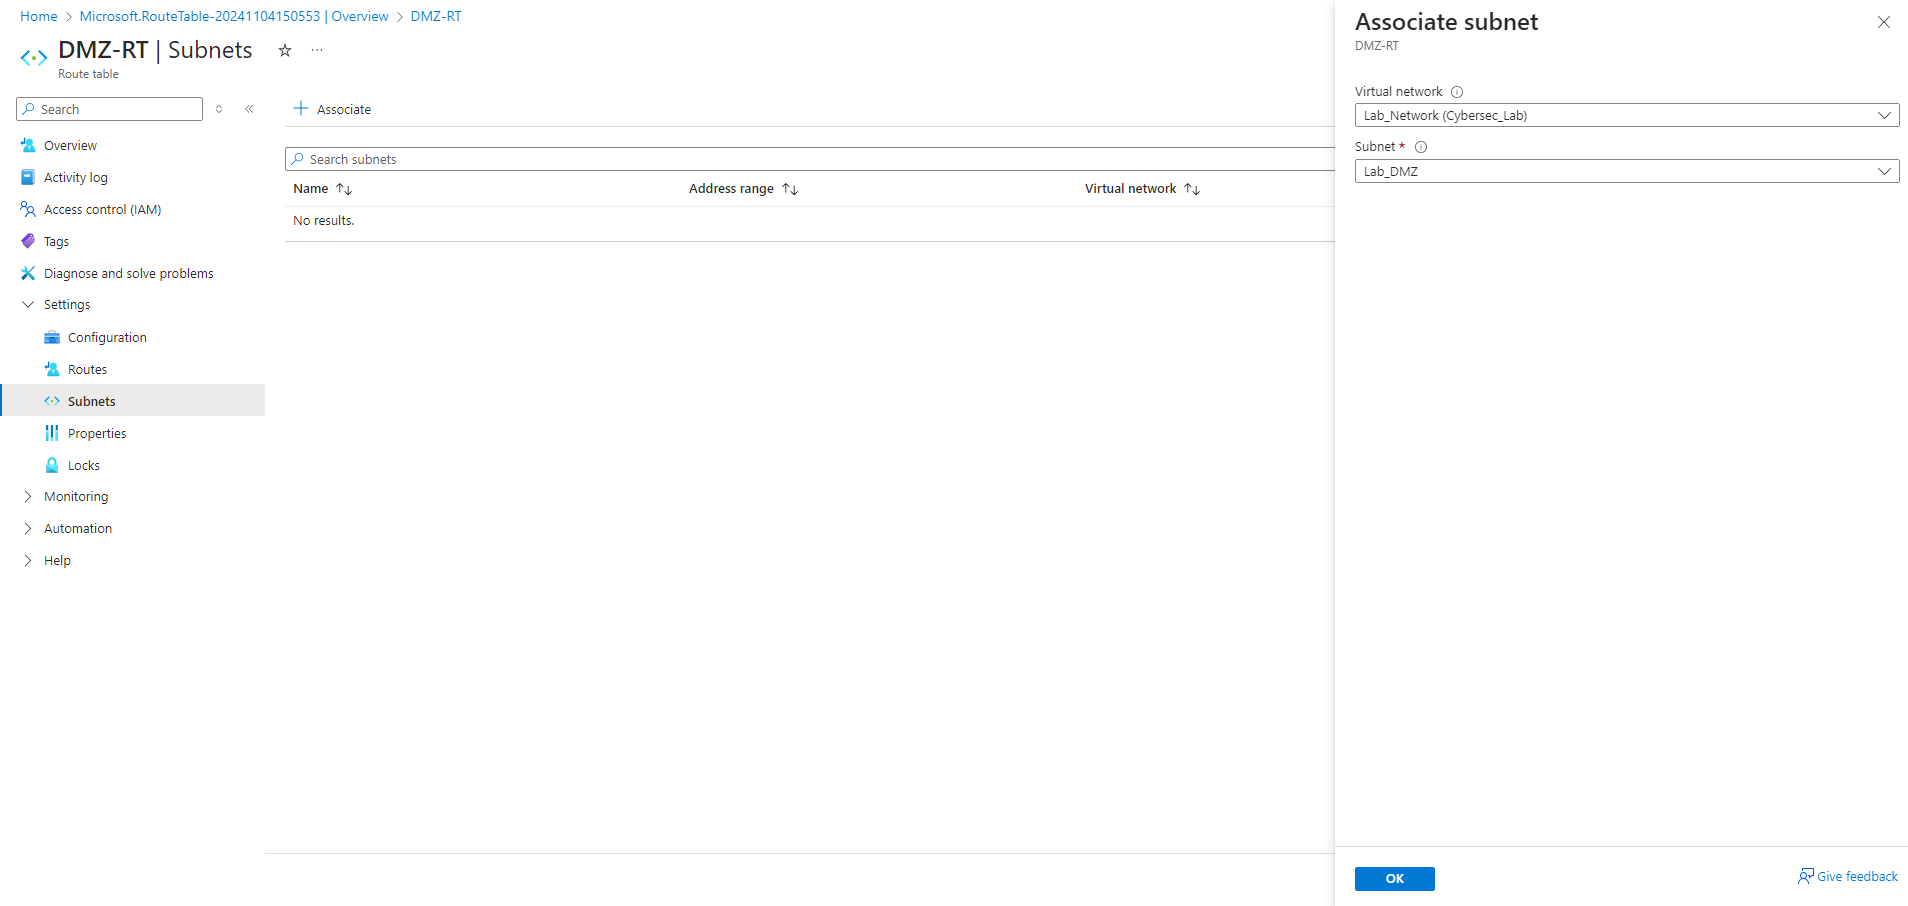 Home > Microsoft.RouteTable-20241104150553 | Overview > DMZ-RT
DMZ-RT | Subnets
Route table
Search
Overview
Activity log
Access control (IAM)
Tags
Diagnose and solve problems
Settings
Configuration
Routes
Subnets
Properties
Locks
Monitoring
Automation
Help
Associate
Search subnets
Name Address range Virtual network
No results.
Associate subnet
DMZ-RT
Virtual network
Lab_Network (Cybersec_Lab)
Subnet *
Lab_DMZ
OK
Give feedback